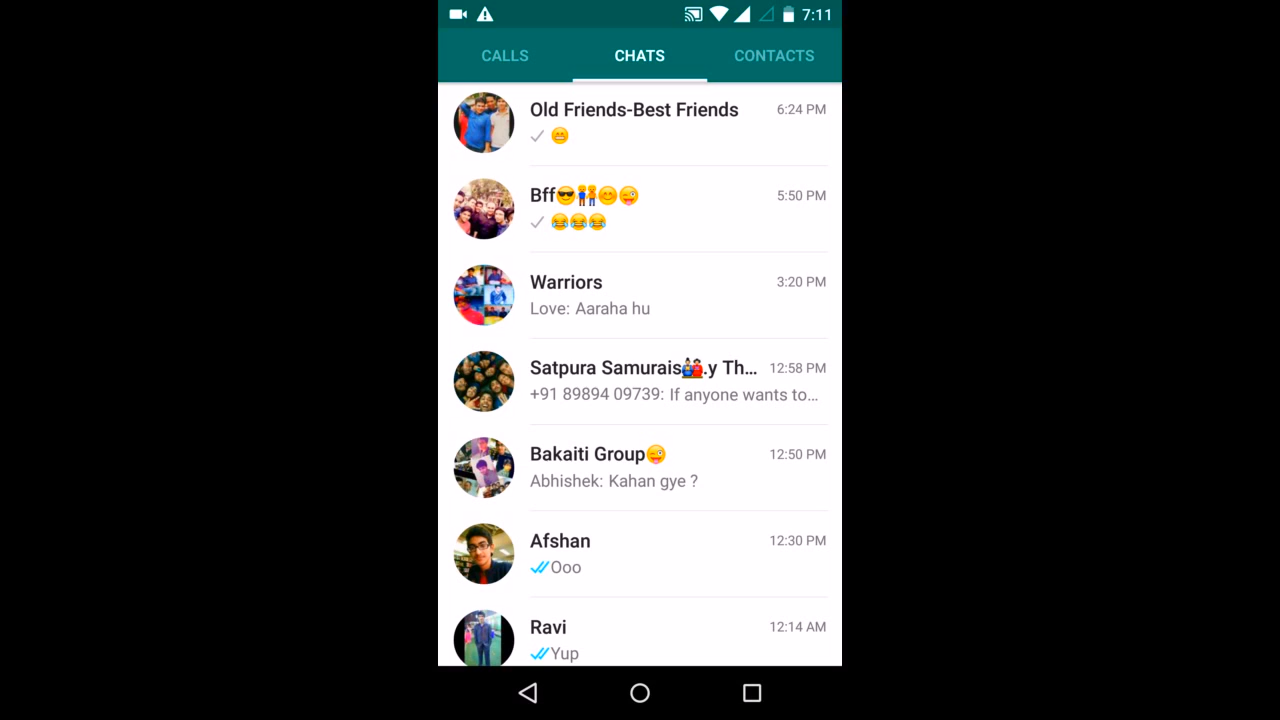 7:11
CALLS CHATS CONTACTS
Old Friends-Best Friends 6:24 PM
😁
Bff😎👬😊😜 5:50 PM
😂😂😂
Warriors 3:20 PM
Love: Aaraha hu
Satpura Samurais🎎.y Th... 12:58 PM
+91 89894 09739: If anyone wants to...
Bakaiti Group😜 12:50 PM
Abhishek: Kahan gye ?
Afshan 12:30 PM
Ooo
Ravi 12:14 AM
Yup